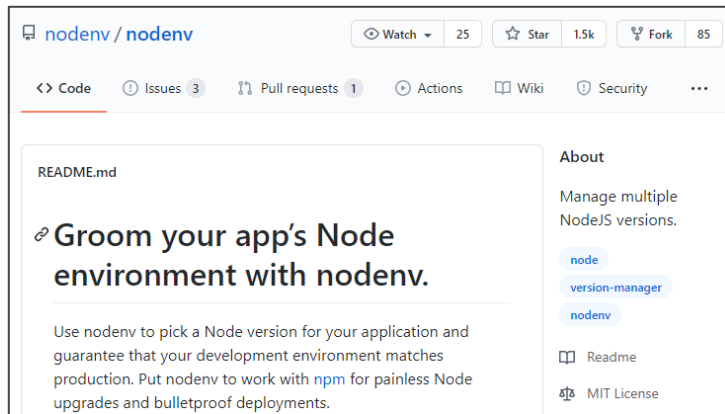 nodenv / nodenv
Watch 25
Star 1.5k
Fork 85
Code
Issues 3
Pull requests 1
Actions
Wiki
Security
...
README.md
Groom your app's Node
environment with nodenv.
Use nodenv to pick a Node version for your application and
guarantee that your development environment matches
production. Put nodenv to work with npm for painless Node
upgrades and bulletproof deployments.
About
Manage multiple
NodeJS versions.
node
version-manager
nodenv
Readme
MIT License